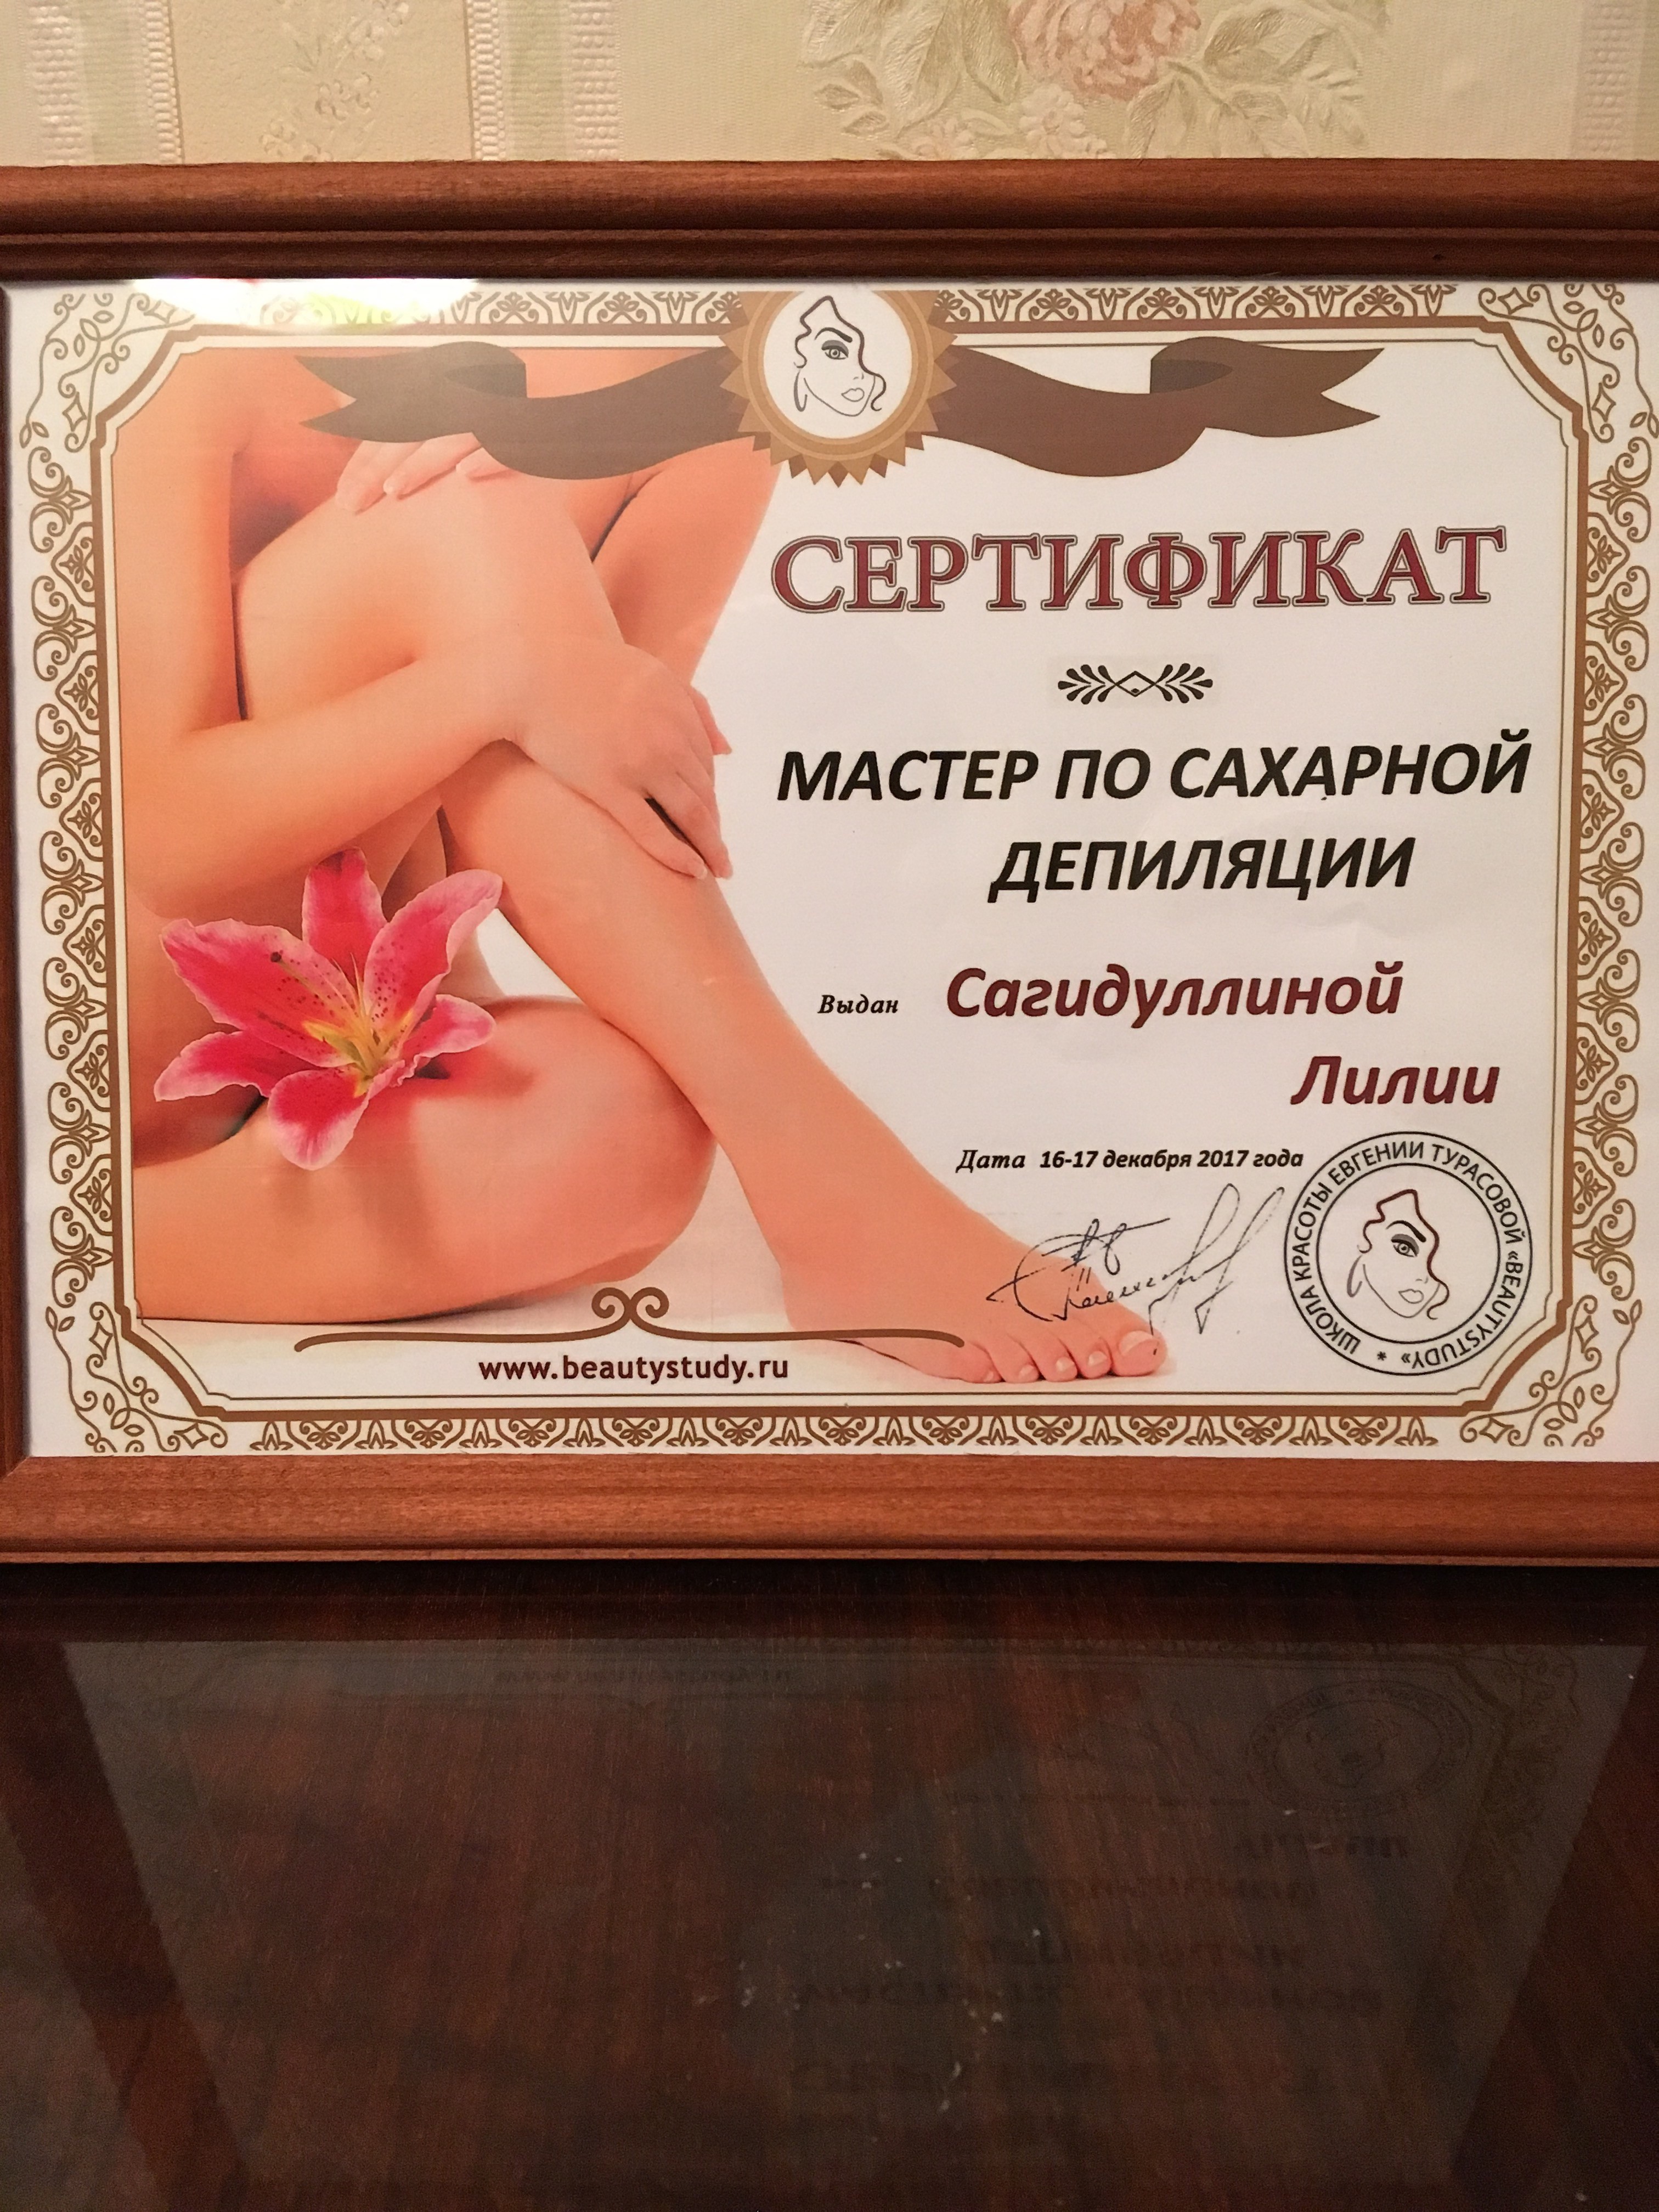 СЕРТИФИКАТ
МАСТЕР ПО САХАРНОЙ
ДЕПИЛЯЦИИ
Выдан Сагидуллиной
Лилии
Дата 16-17 декабря 2017 года
ШКОЛА КРАСОТЫ ЕВГЕНИИ ТУРАСОВОЙ «BEAUTYSTUDY» *
www.beautystudy.ru